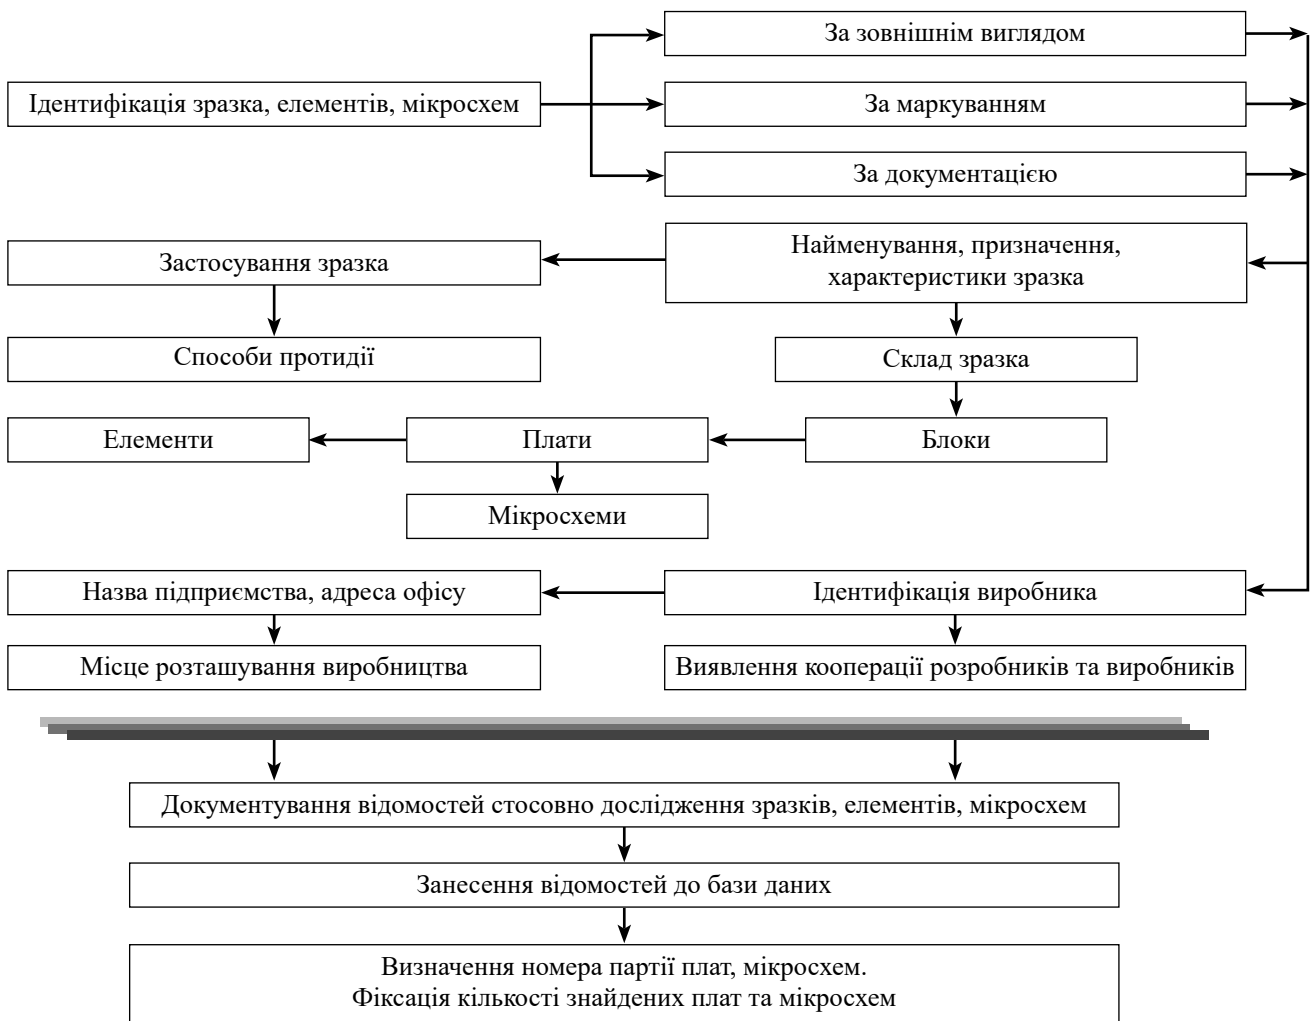 За зовнішнім виглядом
Ідентифікація зразка, елементів, мікросхем
За маркуванням
За документацією
Найменування, призначення,
характеристики зразка
Застосування зразка
Способи протидії
Склад зразка
Елементи
Плати
Блоки
Мікросхеми
Назва підприємства, адреса офісу
Ідентифікація виробника
Місце розташування виробництва
Виявлення кооперації розробників та виробників
Документування відомостей стосовно дослідження зразків, елементів, мікросхем
Занесення відомостей до бази даних
Визначення номера партії плат, мікросхем.
Фіксація кількості знайдених плат та мікросхем